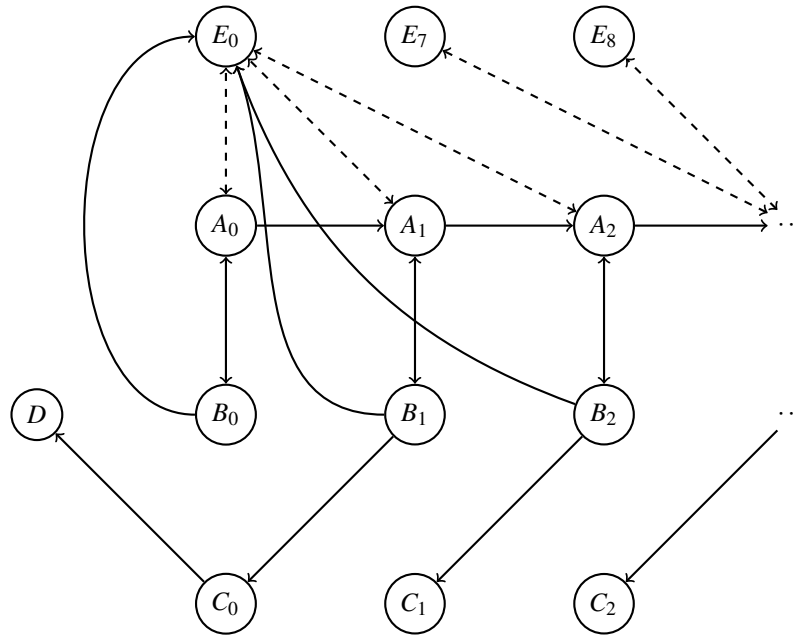 E₀ E₇ E₈
A₀ A₁ A₂ ··
D B₀ B₁ B₂ ··
C₀ C₁ C₂